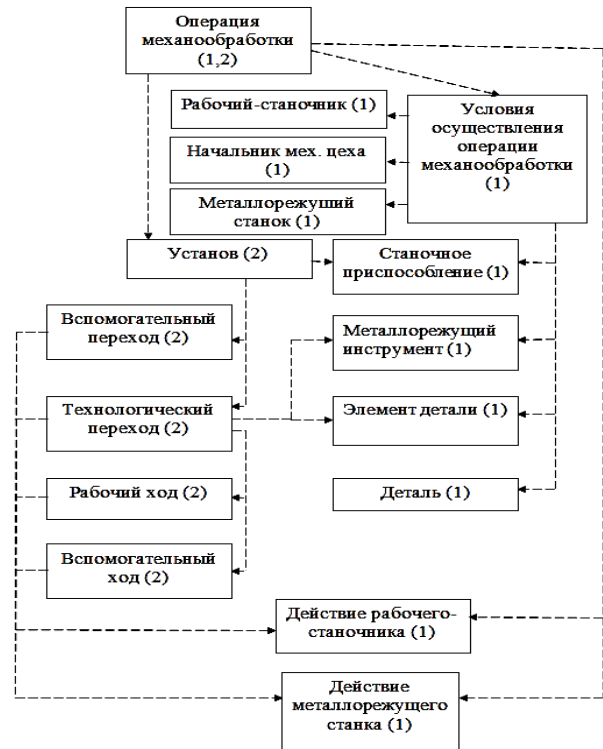 Операция
механообработки
(1,2)
Рабочий-станочник (1)
Условия
осуществления
операции
механообработки
(1)
Начальник мех. цеха
(1)
Металлорежуший
станок (1)
Установ (2)
Станочное
приспособление (1)
Вспомогательный
переход (2)
Металлорежущий
инструмент (1)
Технологический
переход (2)
Элемент детали (1)
Рабочий ход (2)
Деталь (1)
Вспомогательный
ход (2)
Действие рабочего-
станочника (1)
Действие
металлорежущего
станка (1)